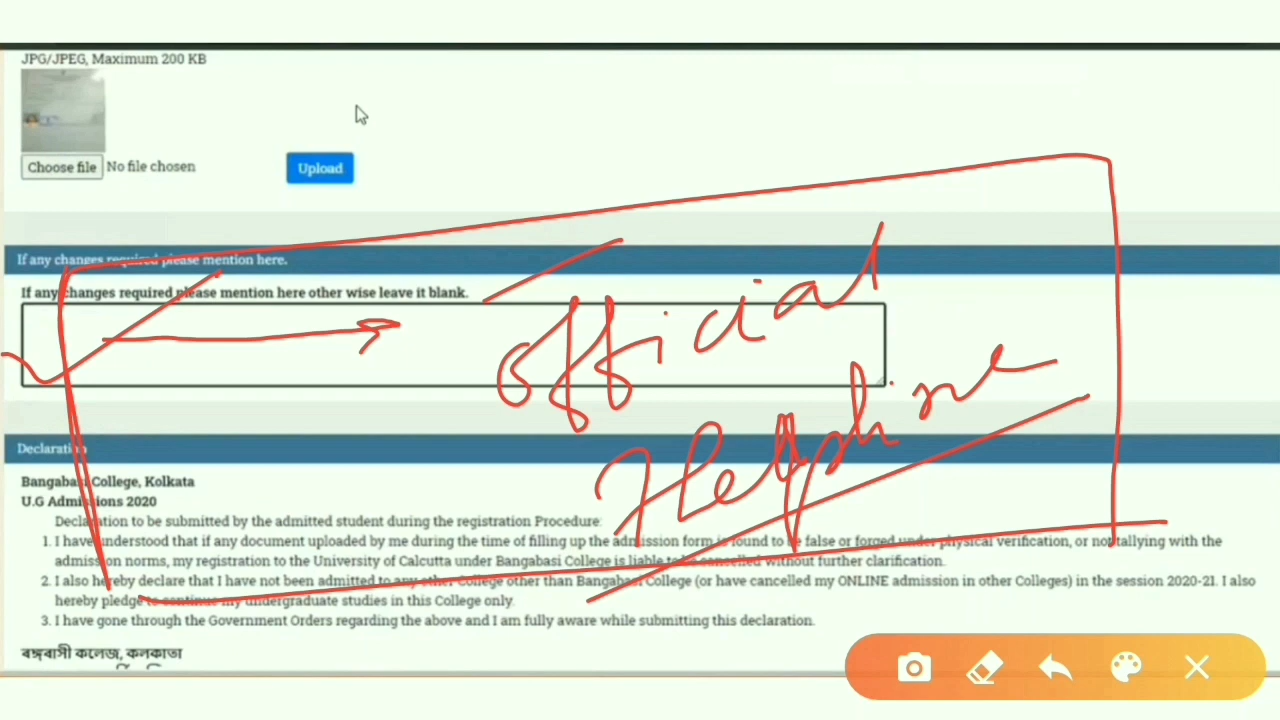 JPG/JPEG, Maximum 200 KB
Choose file No file chosen
Upload
If any changes required please mention here.
If any changes required please mention here other wise leave it blank.
Official
Helpline
Declaration
Bangabasi College, Kolkata
U.G Admissions 2020
Declaration to be submitted by the admitted student during the registration Procedure:
1. I have understood that if any document uploaded by me during the time of filling up the admission form is found to be false or forged under physical verification, or not tallying with the
admission norms, my registration to the University of Calcutta under Bangabasi College is liable to be cancelled without further clarification.
2. I also hereby declare that I have not been admitted to any other College other than Bangabasi College (or have cancelled my ONLINE admission in other Colleges) in the session 2020-21. I also
hereby pledge to continue my undergraduate studies in this College only.
3. I have gone through the Government Orders regarding the above and I am fully aware while submitting this declaration.
বঙ্গবাসী কলেজ, কলকাতা